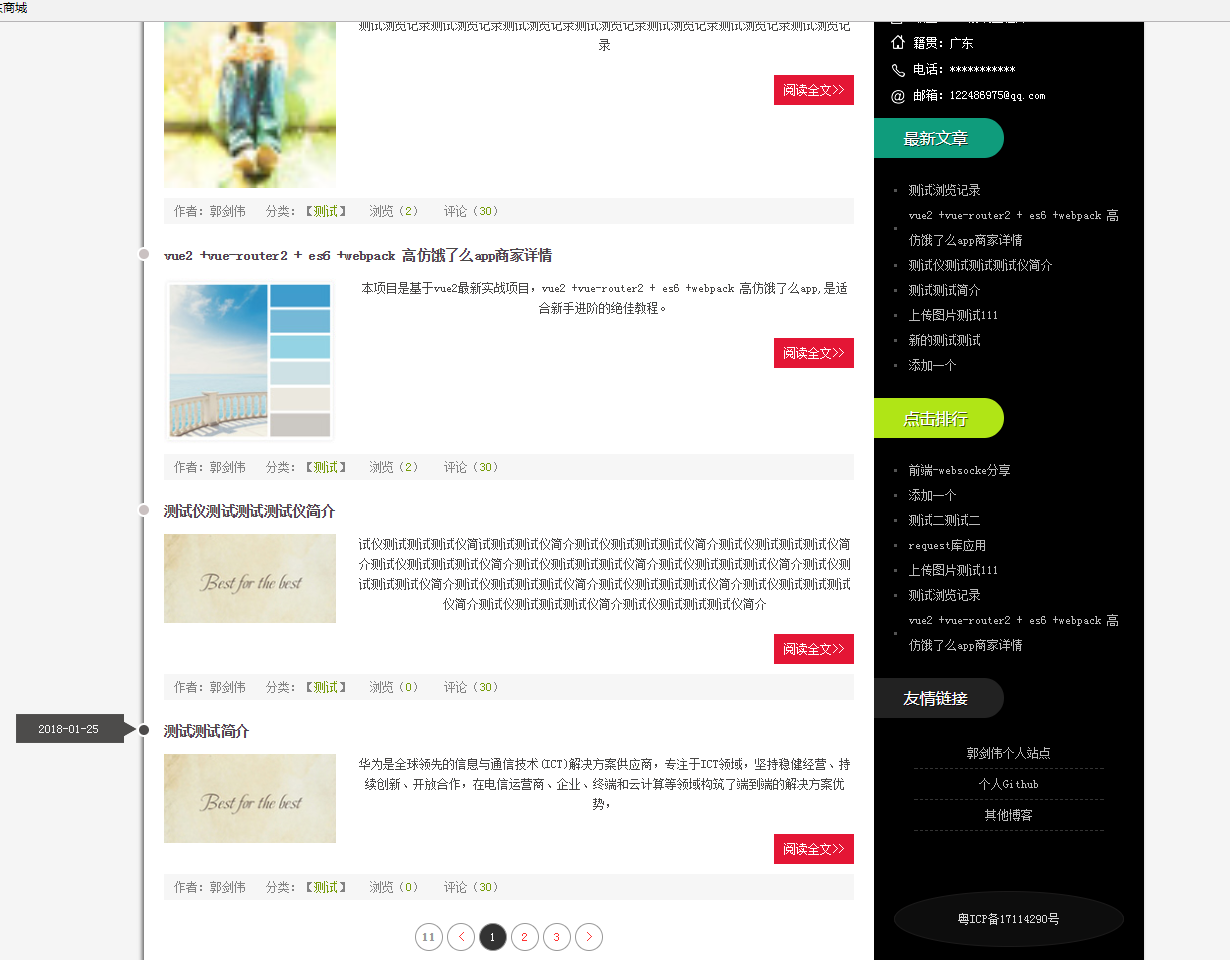 商城
测试浏览记录测试浏览记录测试浏览记录测试浏览记录测试浏览记录测试浏览记录测试浏览记
录
阅读全文>>
作者：郭剑伟 分类：【测试】 浏览（2） 评论（30）
vue2 +vue-router2 + es6 +webpack 高仿饿了么app商家详情
本项目是基于vue2最新实战项目，vue2 +vue-router2 + es6 +webpack 高仿饿了么app,是适
合新手进阶的绝佳教程。
阅读全文>>
作者：郭剑伟 分类：【测试】 浏览（2） 评论（30）
测试仪测试测试测试仪简介
Best for the best
试仪测试测试测试仪简试测试测试仪简介测试仪测试测试测试仪简介测试仪测试测试测试仪简
介测试仪测试测试测试仪简介测试仪测试测试测试仪简介测试仪测试测试测试仪简介测试仪测
试测试测试仪简介测试仪测试测试测试仪简介测试仪测试测试测试仪简介测试仪测试测试测试
仪简介测试仪测试测试测试仪简介测试仪测试测试测试仪简介
阅读全文>>
作者：郭剑伟 分类：【测试】 浏览（0） 评论（30）
2018-01-25
测试测试简介
Best for the best
华为是全球领先的信息与通信技术(ICT)解决方案供应商，专注于ICT领域，坚持稳健经营、持
续创新、开放合作，在电信运营商、企业、终端和云计算等领域构筑了端到端的解决方案优
势，
阅读全文>>
作者：郭剑伟 分类：【测试】 浏览（0） 评论（30）
11 < 1 2 3 >
籍贯：广东
电话：***********
邮箱：122486975@qq.com
最新文章
测试浏览记录
vue2 +vue-router2 + es6 +webpack 高
仿饿了么app商家详情
测试仪测试测试测试仪简介
测试测试简介
上传图片测试111
新的测试测试
添加一个
点击排行
前端-websocke分享
添加一个
测试二测试二
request库应用
上传图片测试111
测试浏览记录
vue2 +vue-router2 + es6 +webpack 高
仿饿了么app商家详情
友情链接
郭剑伟个人站点
个人Github
其他博客
粤ICP备17114290号